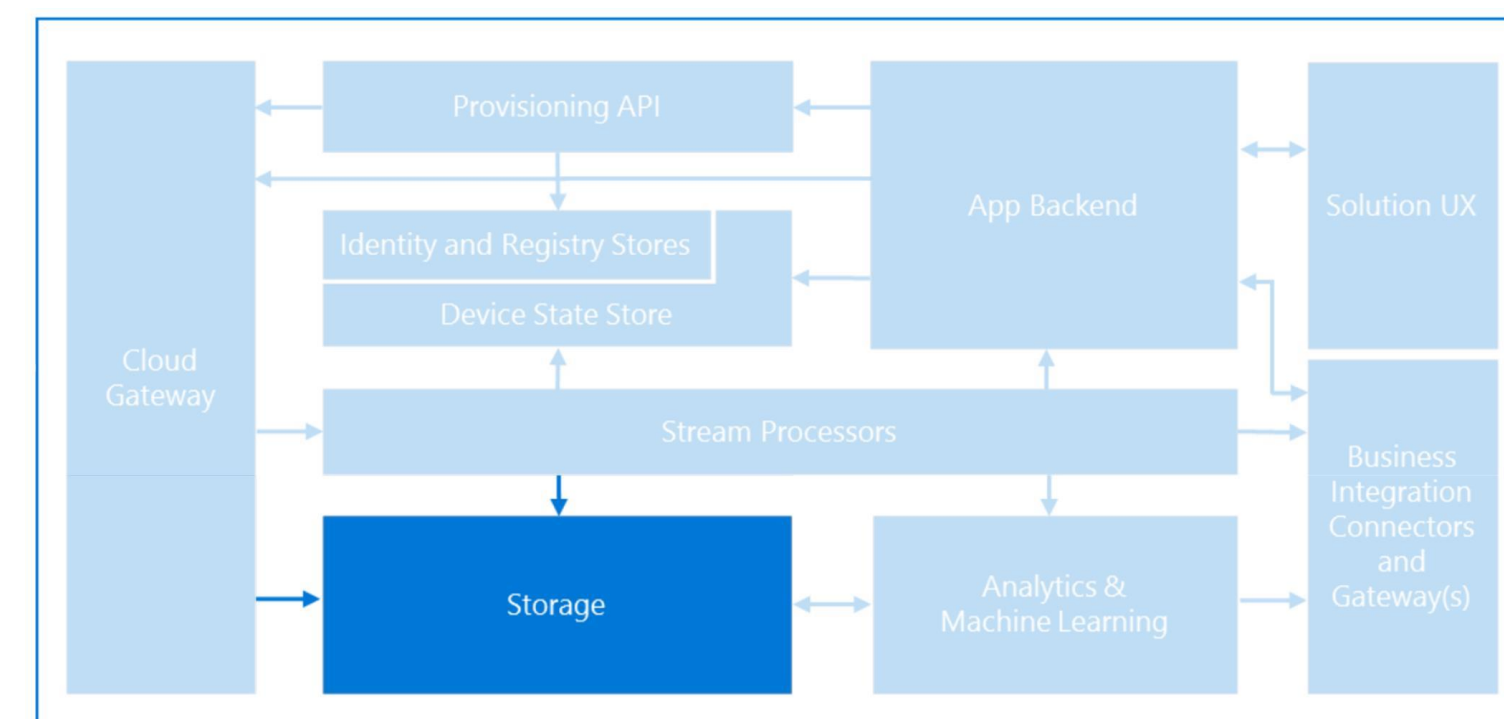 Provisioning API
App Backend
Solution UX
Identity and Registry Stores
Device State Store
Cloud
Gateway
Stream Processors
Business
Integration
Connectors
and
Gateway(s)
Storage
Analytics &
Machine Learning